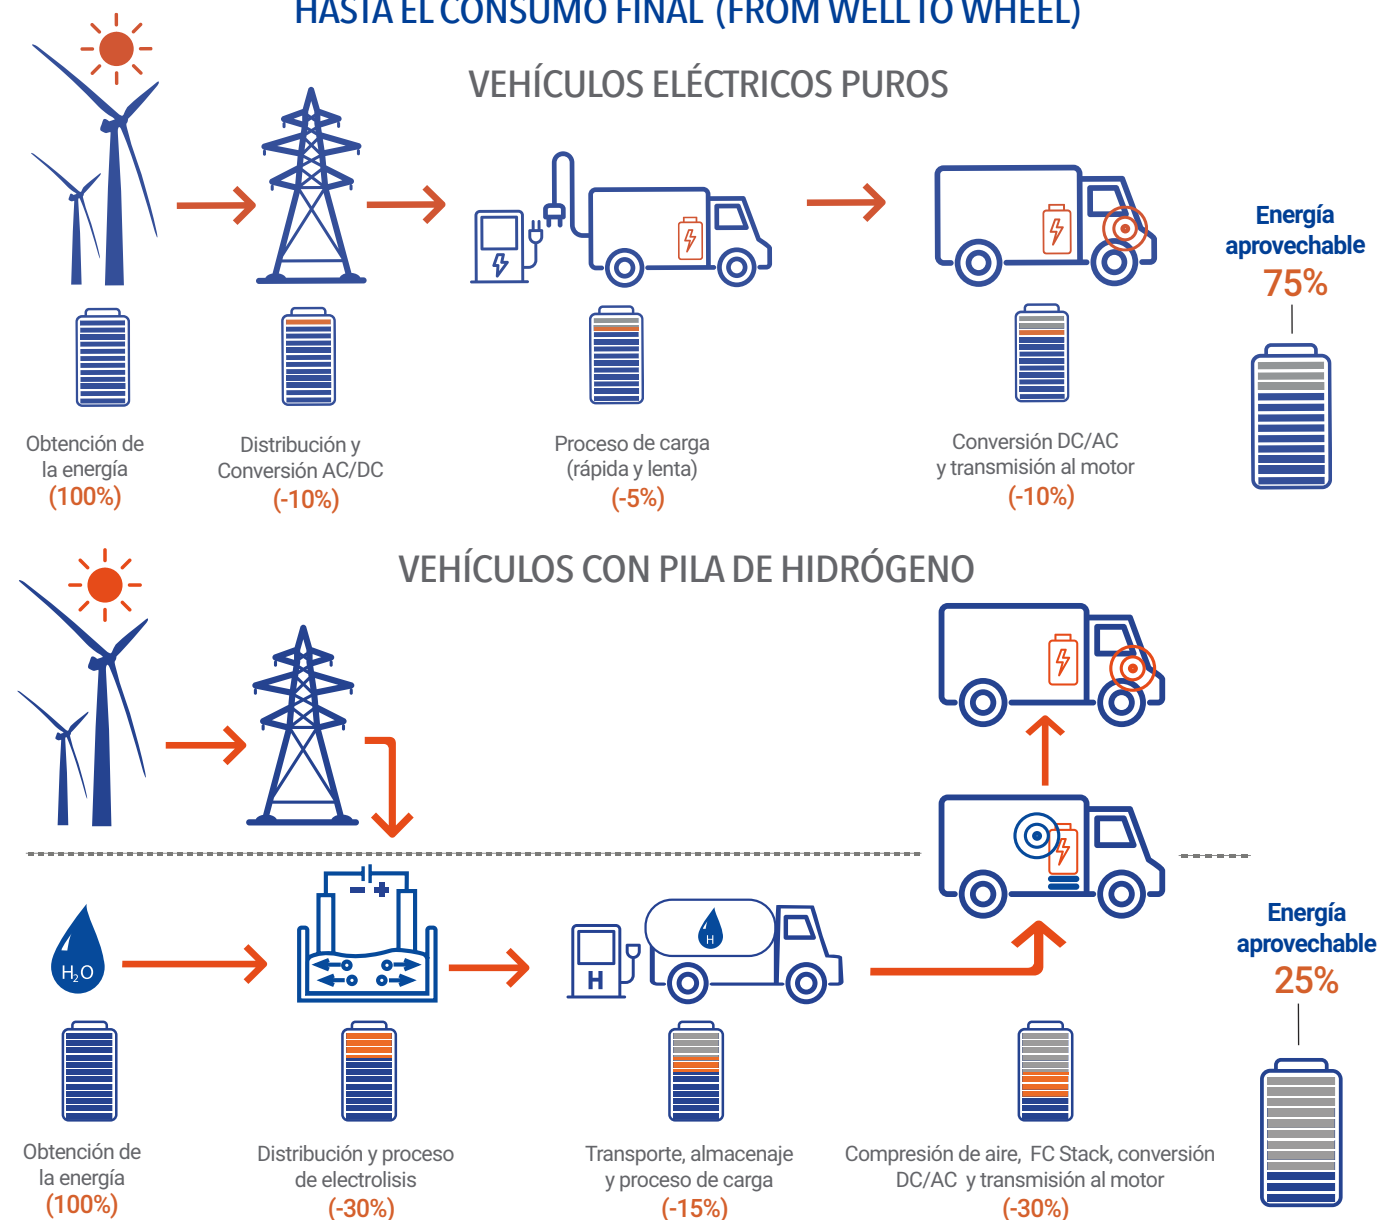 HASTA EL CONSUMO FINAL (FROM WELL TO WHEEL)
VEHÍCULOS ELÉCTRICOS PUROS
Energía
aprovechable
75%
Obtención de
la energía
(100%)
Distribución y
Conversión AC/DC
(-10%)
Proceso de carga
(rápida y lenta)
(-5%)
Conversión DC/AC
y transmisión al motor
(-10%)
VEHÍCULOS CON PILA DE HIDRÓGENO
H₂O
H
H
Energía
aprovechable
25%
Obtención de
la energía
(100%)
Distribución y proceso
de electrolisis
(-30%)
Transporte, almacenaje
y proceso de carga
(-15%)
Compresión de aire, FC Stack, conversión
DC/AC y transmisión al motor
(-30%)